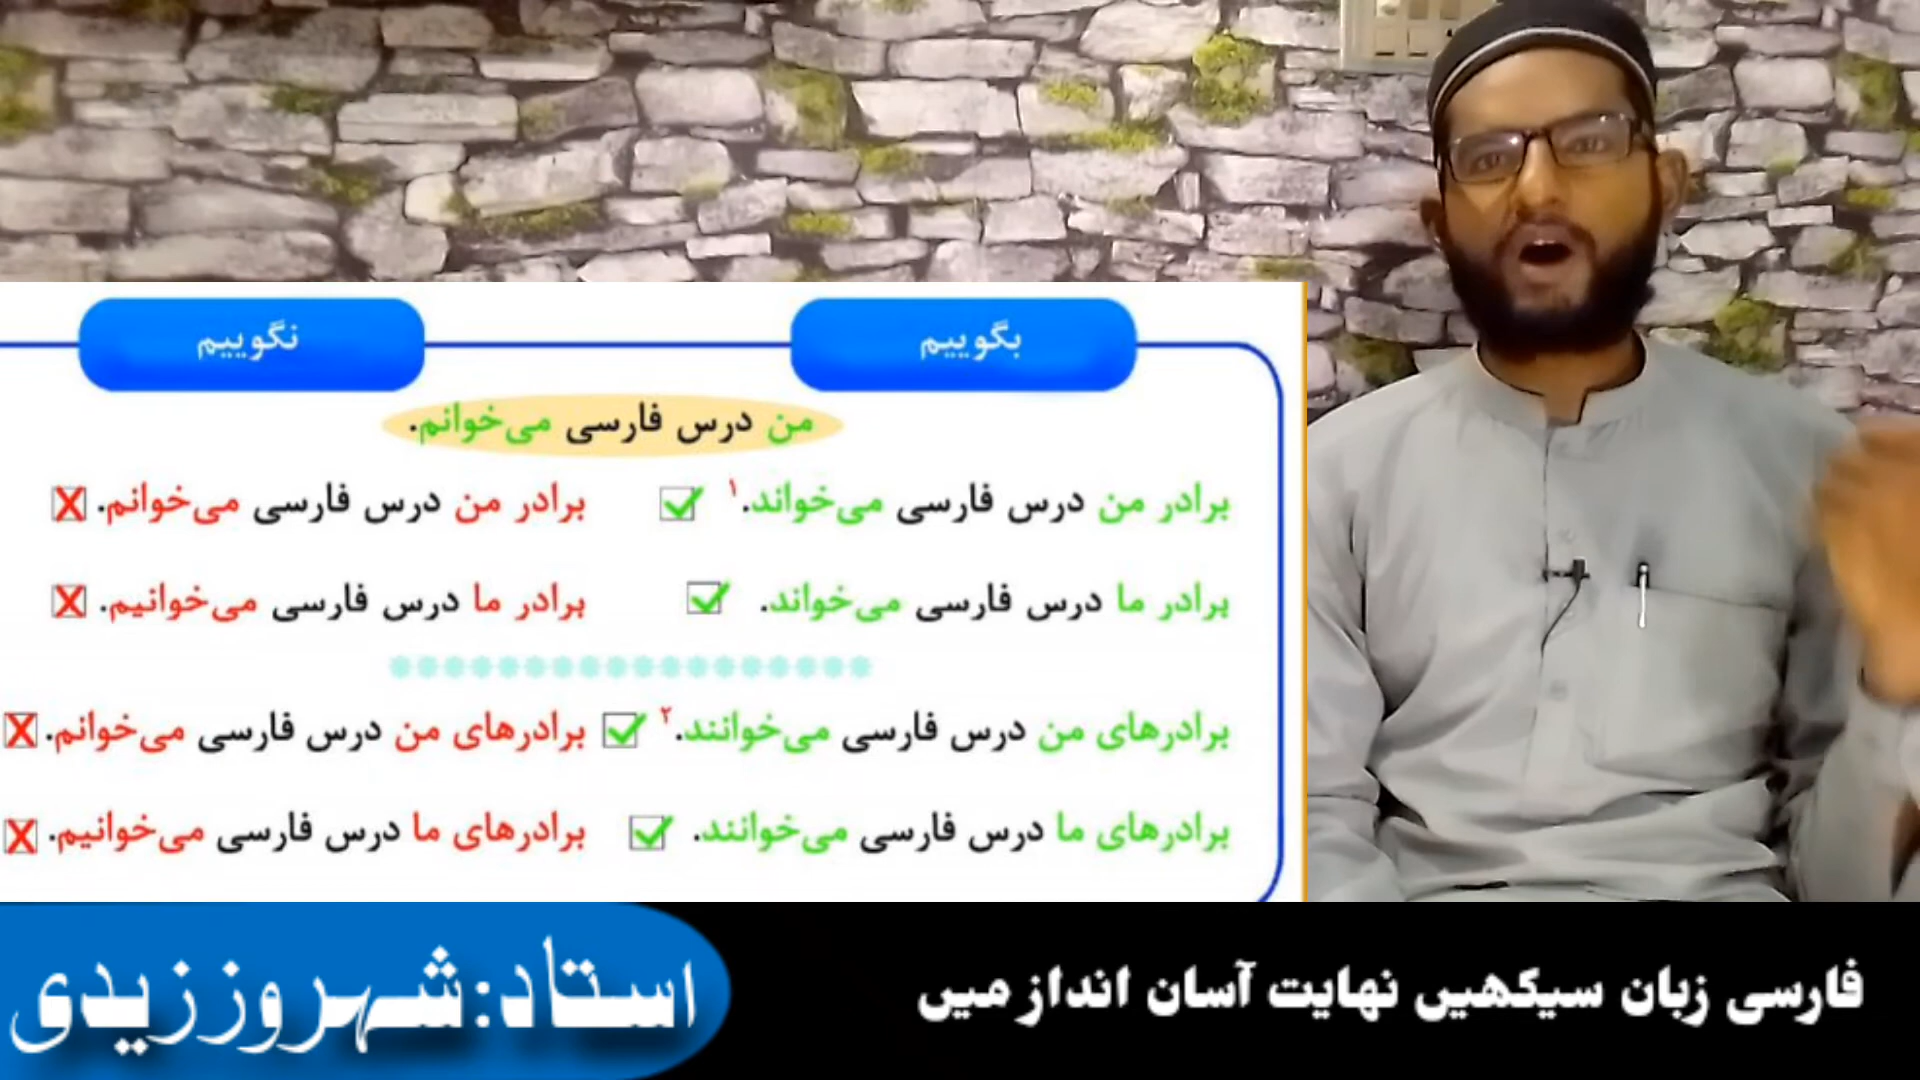 بگوییم
نگوییم
من درس فارسی می‌خوانم.
برادر من درس فارسی می‌خواند.۱
برادر من درس فارسی می‌خوانم.
برادر ما درس فارسی می‌خواند.
برادر ما درس فارسی می‌خوانیم.
برادرهای من درس فارسی می‌خوانند.۲
برادرهای من درس فارسی می‌خوانم.
برادرهای ما درس فارسی می‌خوانند.
برادرهای ما درس فارسی می‌خوانیم.
فارسی زبان سیکھیں نہایت آسان انداز میں
استاد:شہروززیدی